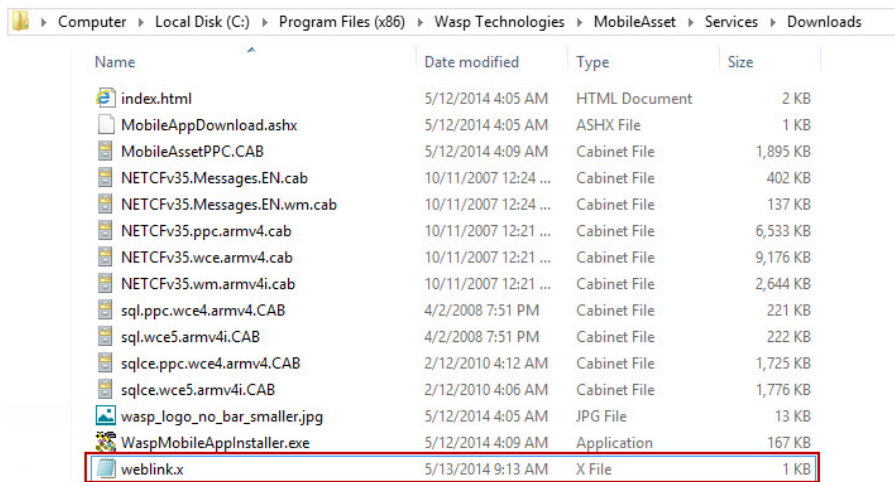 Computer Local Disk (C:) Program Files (x86) Wasp Technologies MobileAsset Services Downloads
Name Date modified Type Size
index.html 5/12/2014 4:05 AM HTML Document 2 KB
MobileAppDownload.ashx 5/12/2014 4:05 AM ASHX File 1 KB
MobileAssetPPC.CAB 5/12/2014 4:09 AM Cabinet File 1,895 KB
NETCFv35.Messages.EN.cab 10/11/2007 12:24 ... Cabinet File 402 KB
NETCFv35.Messages.EN.wm.cab 10/11/2007 12:24 ... Cabinet File 137 KB
NETCFv35.ppc.armv4.cab 10/11/2007 12:21 ... Cabinet File 6,533 KB
NETCFv35.wce.armv4.cab 10/11/2007 12:21 ... Cabinet File 9,176 KB
NETCFv35.wm.armv4i.cab 10/11/2007 12:21 ... Cabinet File 2,644 KB
sql.ppc.wce4.armv4.CAB 4/2/2008 7:51 PM Cabinet File 221 KB
sql.wce5.armv4i.CAB 4/2/2008 7:51 PM Cabinet File 222 KB
sqlce.ppc.wce4.armv4.CAB 2/12/2010 4:12 AM Cabinet File 1,725 KB
sqlce.wce5.armv4i.CAB 2/12/2010 4:06 AM Cabinet File 1,776 KB
wasp_logo_no_bar_smaller.jpg 5/12/2014 4:05 AM JPG File 13 KB
WaspMobileAppInstaller.exe 5/12/2014 4:09 AM Application 167 KB
weblink.x 5/13/2014 9:13 AM X File 1 KB